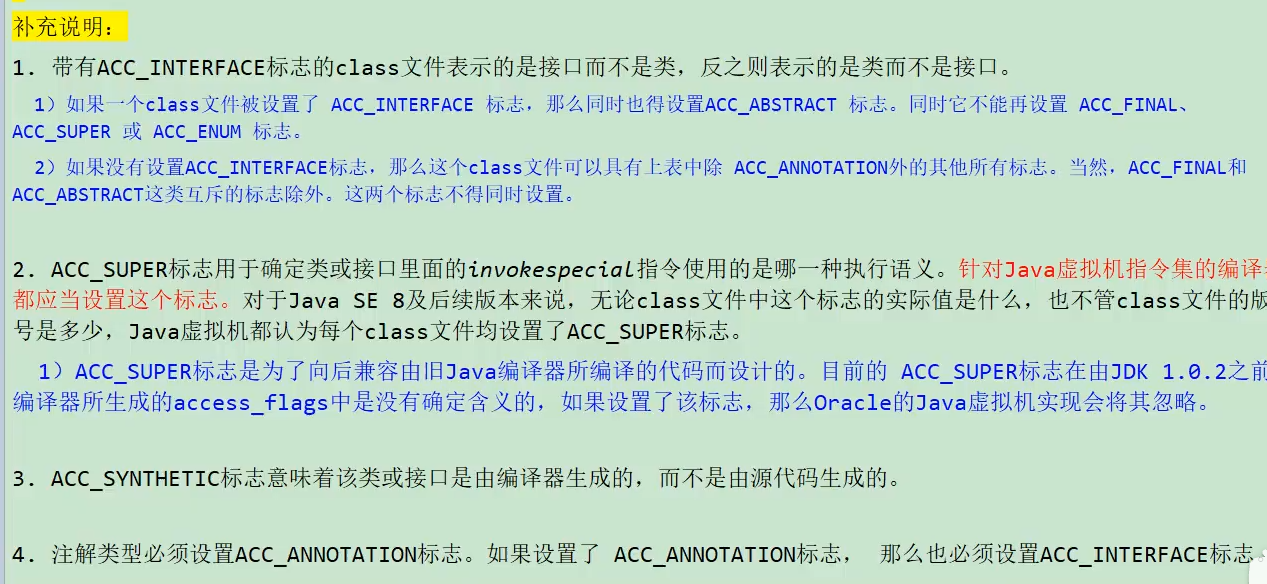 补充说明：
1. 带有ACC_INTERFACE标志的class文件表示的是接口而不是类，反之则表示的是类而不是接口。
1）如果一个class文件被设置了 ACC_INTERFACE 标志，那么同时也得设置ACC_ABSTRACT 标志。同时它不能再设置 ACC_FINAL、
ACC_SUPER 或 ACC_ENUM 标志。
2）如果没有设置ACC_INTERFACE标志，那么这个class文件可以具有上表中除 ACC_ANNOTATION外的其他所有标志。当然，ACC_FINAL和
ACC_ABSTRACT这类互斥的标志除外。这两个标志不得同时设置。
2. ACC_SUPER标志用于确定类或接口里面的invokespecial指令使用的是哪一种执行语义。针对Java虚拟机指令集的编译
都应当设置这个标志。对于Java SE 8及后续版本来说，无论class文件中这个标志的实际值是什么，也不管class文件的版
号是多少，Java虚拟机都认为每个class文件均设置了ACC_SUPER标志。
1）ACC_SUPER标志是为了向后兼容由旧Java编译器所编译的代码而设计的。目前的 ACC_SUPER标志在由JDK 1.0.2之前
编译器所生成的access_flags中是没有确定含义的，如果设置了该标志，那么Oracle的Java虚拟机实现会将其忽略。
3. ACC_SYNTHETIC标志意味着该类或接口是由编译器生成的，而不是由源代码生成的。
4. 注解类型必须设置ACC_ANNOTATION标志。如果设置了 ACC_ANNOTATION标志， 那么也必须设置ACC_INTERFACE标志